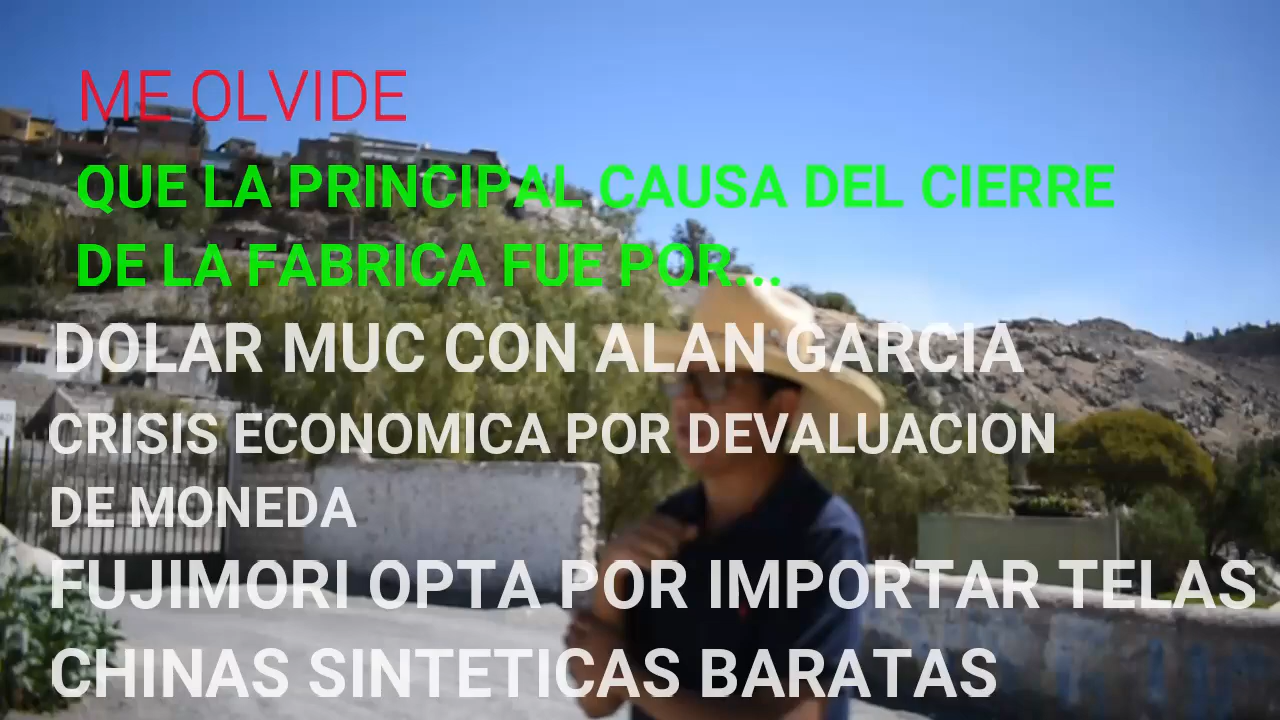 ME OLVIDE
QUE LA PRINCIPAL CAUSA DEL CIERRE
DE LA FABRICA FUE POR...
DOLAR MUC CON ALAN GARCIA
CRISIS ECONOMICA POR DEVALUACION
DE MONEDA
FUJIMORI OPTA POR IMPORTAR TELAS
CHINAS SINTETICAS BARATAS